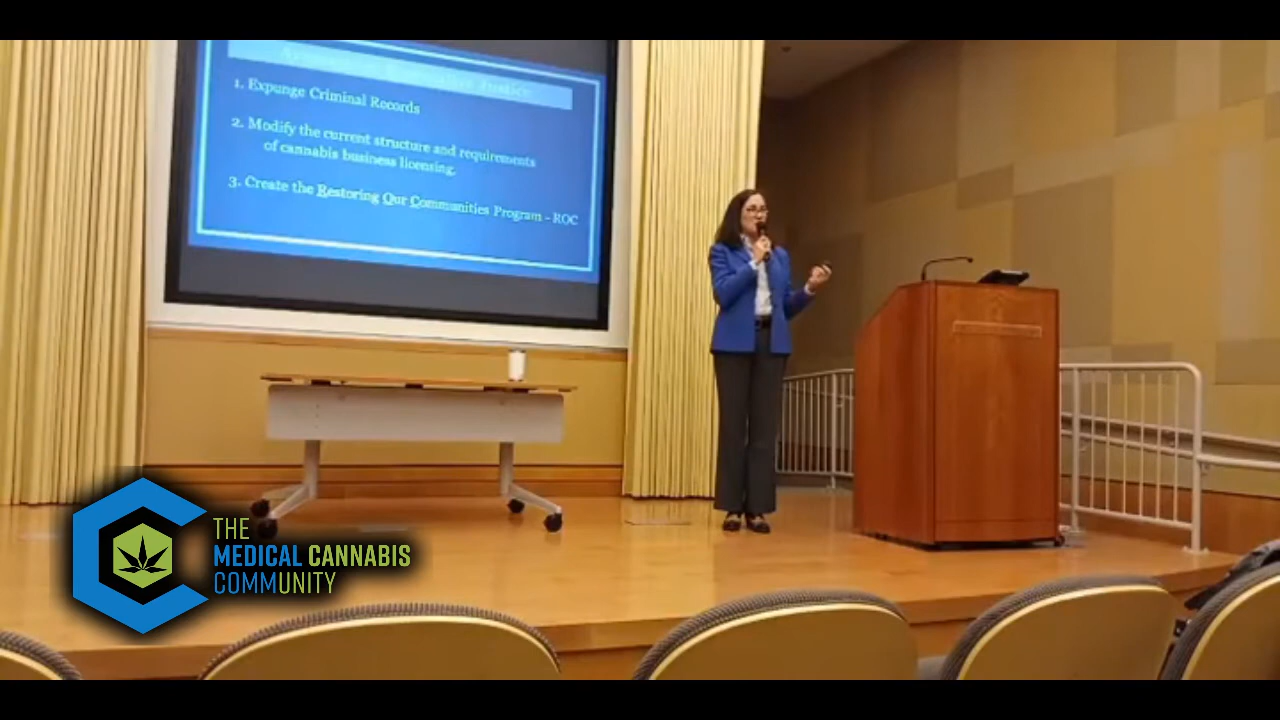 1. Expunge Criminal Records
2. Modify the current structure and requirements
of cannabis business licensing.
3. Create the Restoring Our Communities Program – ROC
THE
MEDICAL CANNABIS
COMMUNITY